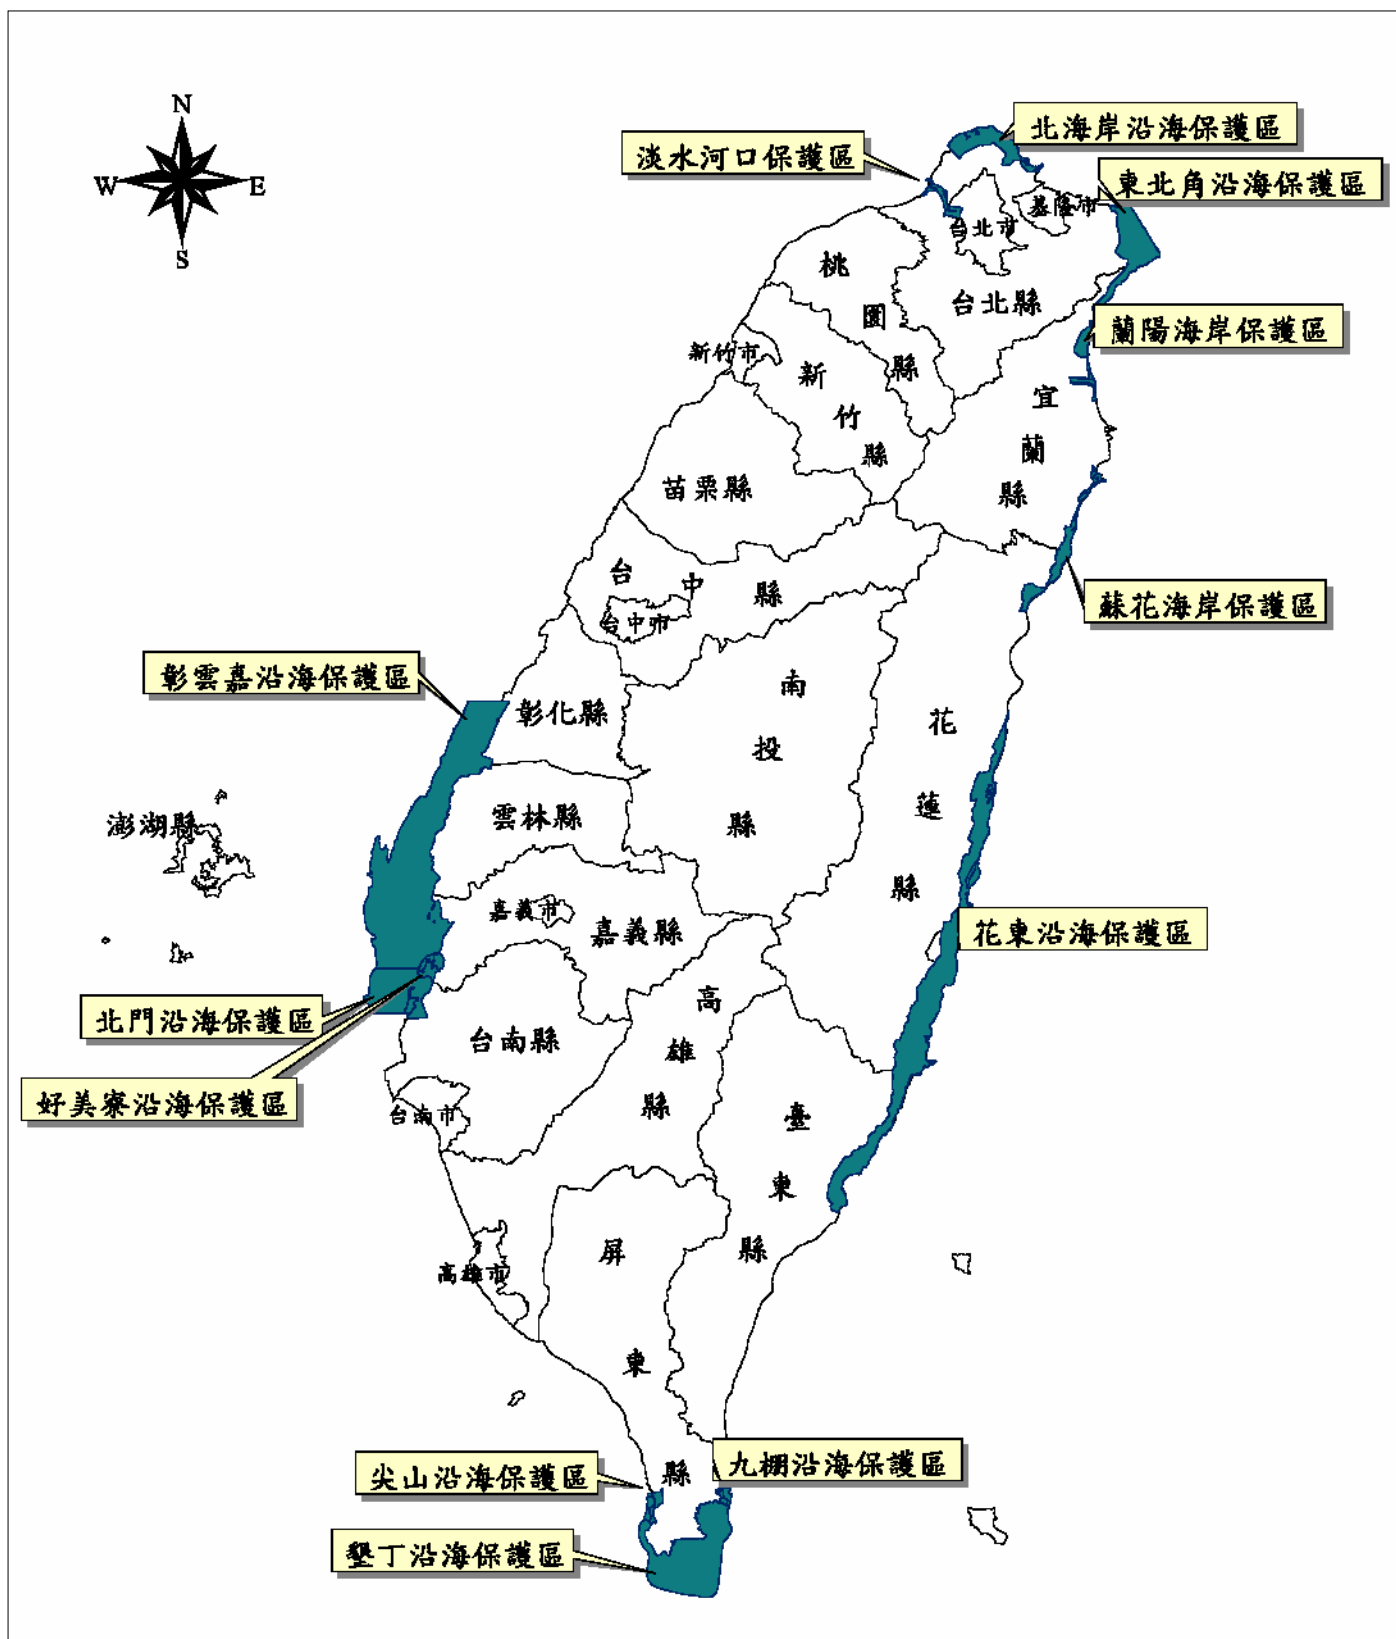 N
北海岸沿海保護區
淡水河口保護區
東北角沿海保護區
W
E
基隆市
台北市
S
桃園縣
台北縣
蘭陽海岸保護區
新竹市
新竹縣
宜蘭縣
苗栗縣
台中縣
台中市
蘇花海岸保護區
彰雲嘉沿海保護區
南投縣
彰化縣
花蓮縣
雲林縣
澎湖縣
嘉義市
嘉義縣
花東沿海保護區
北門沿海保護區
高雄縣
台南縣
好美寮沿海保護區
台南市
臺東縣
屏東縣
高雄市
九棚沿海保護區
尖山沿海保護區
墾丁沿海保護區